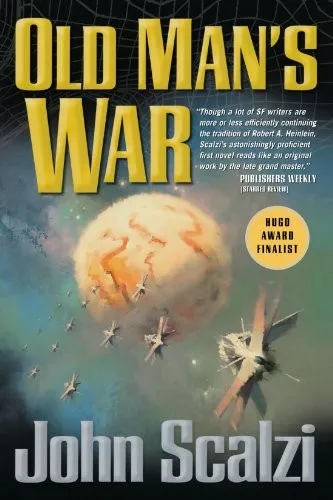 OLD MAN'S
WAR
"Though a lot of SF writers are
more or less efficiently continuing
the tradition of Robert A. Heinlein,
Scalzi's astonishingly proficient
first novel reads like an original
work by the late grand master."
PUBLISHERS WEEKLY
[STARRED REVIEW]
HUGO
AWARD
FINALIST
John Scalzi